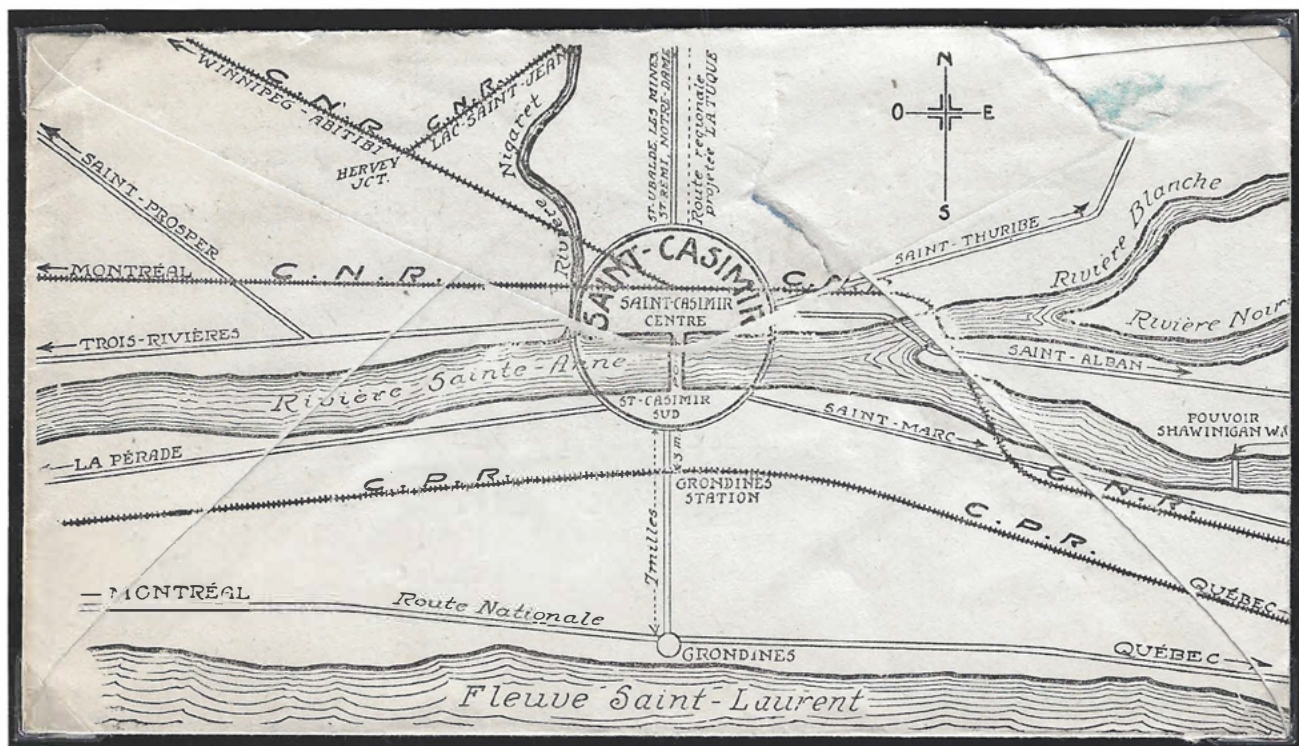 C.N.R.
WINNIPEG-ABITIBI
C.N.R.
LAC-SAINT-JEAN
HERVEY
JCT.
Rivière Nigaret
ST-UBALDE, LES MINES
ST RÉMI, NOTRE-DAME
Route regionale
projetée LA TUQUE
N
O E
S
SAINT-PROSPER
SAINT-THURIBE
Rivière Blanche
MONTRÉAL
C.N.R.
SAINT-CASIMIR
SAINT-CASIMIR
CENTRE
Rivière Noire
TROIS-RIVIÈRES
SAINT-ALBAN
Rivière-Sainte-Anne
ST-CASIMIR
SUD
SAINT-MARC
POUVOIR
SHAWINIGAN W.
LA PÉRADE
C.P.R.
GRONDINES
STATION
C.N.R.
C.P.R.
7 milles
QUÉBEC
MONTRÉAL
Route Nationale
GRONDINES
QUÉBEC
Fleuve Saint-Laurent